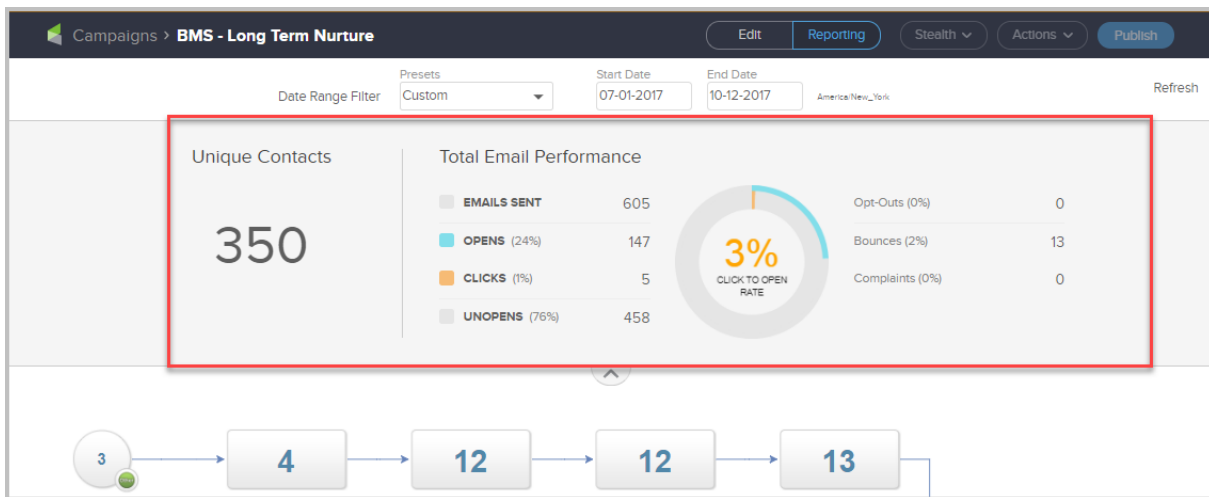 Campaigns > BMS - Long Term Nurture
Edit
Reporting
Stealth
Actions
Publish
Date Range Filter
Presets
Custom
Start Date
07-01-2017
End Date
10-12-2017
America/New_York
Refresh
Unique Contacts
350
Total Email Performance
EMAILS SENT 605
OPENS (24%) 147
CLICKS (1%) 5
UNOPENS (76%) 458
3%
CLICK TO OPEN
RATE
Opt-Outs (0%) 0
Bounces (2%) 13
Complaints (0%) 0
3
4
12
12
13